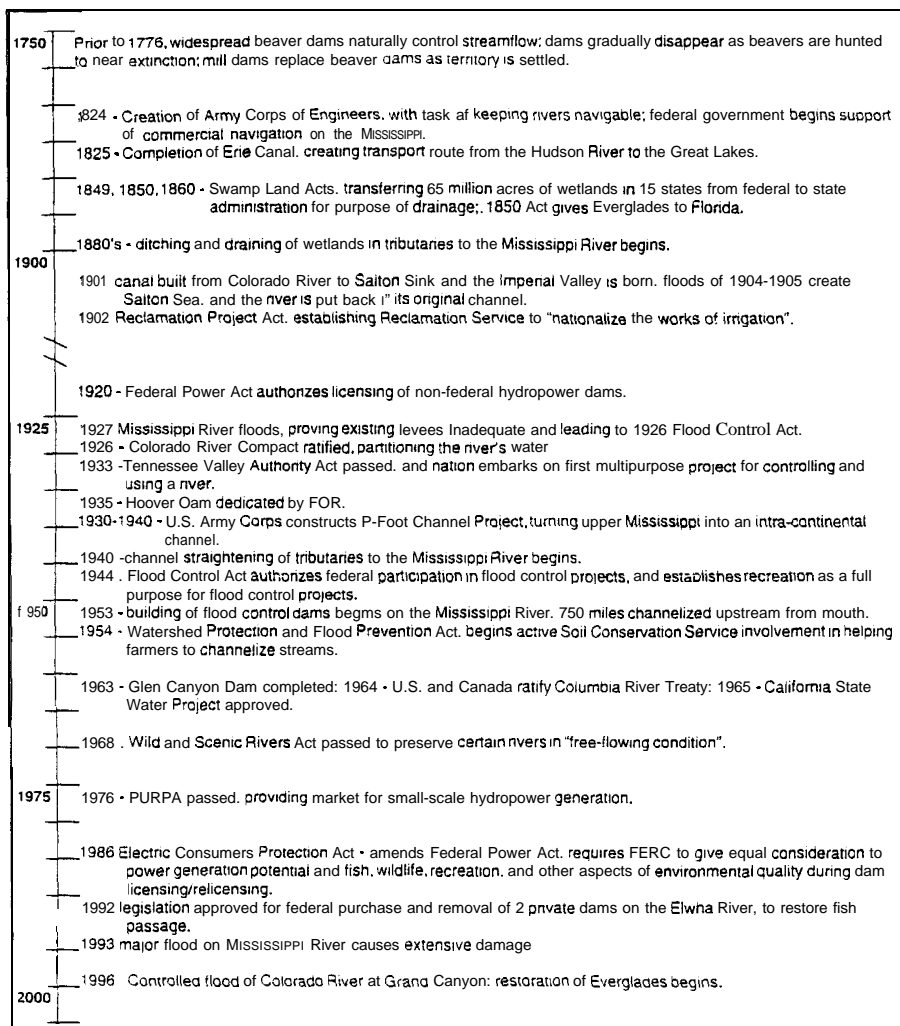 1750 Prior to 1776, widespread beaver dams naturally control streamflow; dams gradually disappear as beavers are hunted
to near extinction; mill dams replace beaver dams as territory is settled.
1824 - Creation of Army Corps of Engineers. with task af keeping rivers navigable; federal government begins support
of commercial navigation on the MISSISSIPPI.
1825 - Completion of Erie Canal. creating transport route from the Hudson River to the Great Lakes.
1849, 1850, 1860 - Swamp Land Acts. transferring 65 million acres of wetlands in 15 states from federal to state
administration for purpose of drainage;. 1850 Act gives Everglades to Florida.
1880's - ditching and draining of wetlands in tributaries to the Mississippi River begins.
1900
1901 canal built from Colorado River to Salton Sink and the Imperial Valley is born. floods of 1904-1905 create
Salton Sea. and the river is put back i" its original channel.
1902 Reclamation Project Act. establishing Reclamation Service to "nationalize the works of irrigation".
1920 - Federal Power Act authorizes licensing of non-federal hydropower dams.
1925 1927 Mississippi River floods, proving existing levees Inadequate and leading to 1926 Flood Control Act.
1926 - Colorado River Compact ratified, partitioning the river's water
1933 -Tennessee Valley Authority Act passed. and nation embarks on first multipurpose project for controlling and
using a river.
1935 - Hoover Oam dedicated by FOR.
1930-1940 - U.S. Army Corps constructs P-Foot Channel Project, turning upper Mississippi into an intra-continental
channel.
1940 -channel straightening of tributaries to the Mississippi River begins.
1944 . Flood Control Act authorizes federal participation in flood control projects, and establishes recreation as a full
purpose for flood control projects.
f 950 1953 - building of flood control dams begms on the Mississippi River. 750 miles channelized upstream from mouth.
1954 - Watershed Protection and Flood Prevention Act. begins active Soil Conservation Service involvement in helping
farmers to channelize streams.
1963 - Glen Canyon Dam completed: 1964 - U.S. and Canada ratify Columbia River Treaty: 1965 - California State
Water Project approved.
1968 . Wild and Scenic Rivers Act passed to preserve certain rivers in "free-flowing condition".
1975 1976 - PURPA passed. providing market for small-scale hydropower generation.
1986 Electric Consumers Protection Act - amends Federal Power Act. requires FERC to give equal consideration to
power generation potential and fish, wildlife, recreation, and other aspects of environmental quality during dam
licensing/relicensing.
1992 legislation approved for federal purchase and removal of 2 private dams on the Elwha River, to restore fish
passage.
1993 major flood on MISSISSIPPI River causes extensive damage
1996 Controlled flood of Colorado River at Grand Canyon: restoration of Everglades begins.
2000